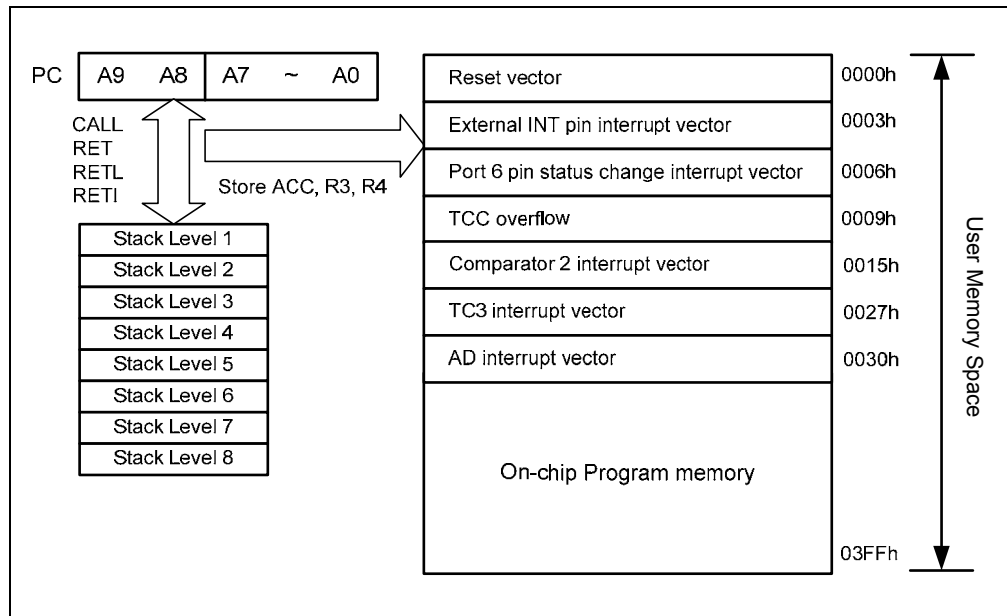 PC A9 A8 A7 ~ A0
CALL
RET
RETL
RETI
Store ACC, R3, R4
Stack Level 1
Stack Level 2
Stack Level 3
Stack Level 4
Stack Level 5
Stack Level 6
Stack Level 7
Stack Level 8
Reset vector 0000h
External INT pin interrupt vector 0003h
Port 6 pin status change interrupt vector 0006h
TCC overflow 0009h
Comparator 2 interrupt vector 0015h
TC3 interrupt vector 0027h
AD interrupt vector 0030h
On-chip Program memory
03FFh
User Memory Space